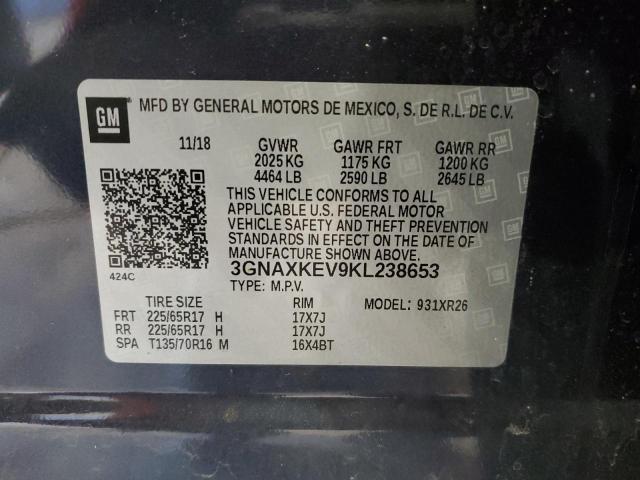 GM MFD BY GENERAL MOTORS DE MEXICO, S. DE R.L. DE C.V.
11/18 GVWR GAWR FRT GAWR RR
2025 KG 1175 KG 1200 KG
4464 LB 2590 LB 2645 LB
THIS VEHICLE CONFORMS TO ALL
APPLICABLE U.S. FEDERAL MOTOR
VEHICLE SAFETY AND THEFT PREVENTION
STANDARDS IN EFFECT ON THE DATE OF
MANUFACTURE SHOWN ABOVE.
424C 3GNAXKEV9KL238653
TYPE: M.P.V.
TIRE SIZE RIM MODEL: 931XR26
FRT 225/65R17 H 17X7J
RR 225/65R17 H 17X7J
SPA T135/70R16 M 16X4BT